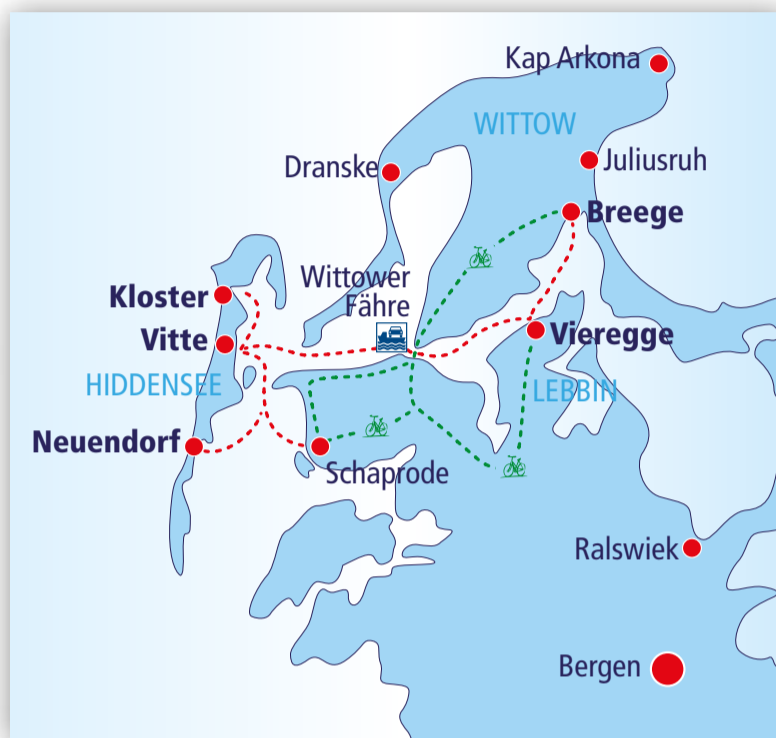 Kap Arkona
WITTOW
Juliusruh
Dranske
Breege
Wittower
Fähre
Kloster
Vitte
Vieregge
HIDDENSEE
LEBBIN
Neuendorf
Schaprode
Ralswiek
Bergen